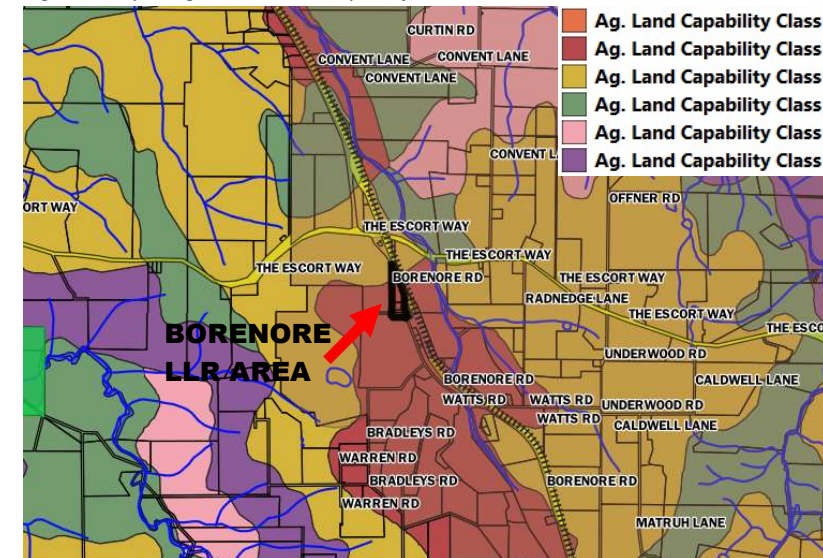 CURTIN RD
CONVENT LANE
CONVENT LANE
CONVENT LANE
CONVENT L
OFFNER RD
ORT WAY
THE ESCORT WAY
THE ESCORT WAY
THE ESCORT WAY
BORENORE RD
THE ESCORT WAY
RADNEDGE LANE
THE ESCORT WAY
THE ESCO
BORENORE
LLR AREA
UNDERWOOD RD
BORENORE RD
CALDWELL LANE
WATTS RD
WATTS RD
UNDERWOOD RD
WATTS RD
CALDWELL LANE
BRADLEYS RD
WARREN RD
BRADLEYS RD
BORENORE RD
WARREN RD
MATRUH LANE
Ag. Land Capability Class
Ag. Land Capability Class
Ag. Land Capability Class
Ag. Land Capability Class
Ag. Land Capability Class
Ag. Land Capability Class